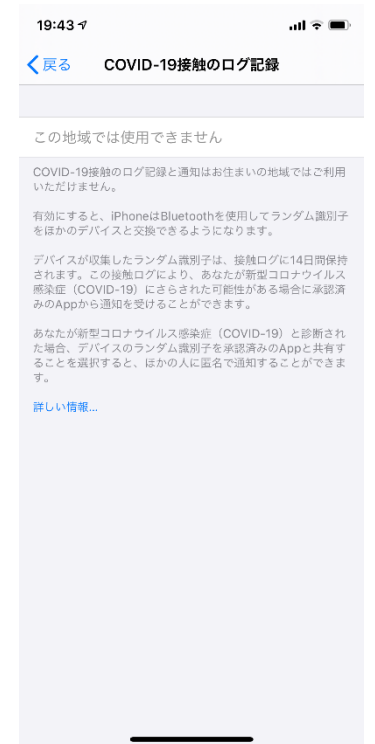 19:43
戻る COVID-19接触のログ記録
この地域では使用できません
COVID-19接触のログ記録と通知はお住まいの地域ではご利用
いただけません。
有効にすると、iPhoneはBluetoothを使用してランダム識別子
をほかのデバイスと交換できるようになります。
デバイスが収集したランダム識別子は、接触ログに14日間保持
されます。この接触ログにより、あなたが新型コロナウイルス
感染症（COVID-19）にさらされた可能性がある場合に承認済
みのAppから通知を受けることができます。
あなたが新型コロナウイルス感染症（COVID-19）と診断され
た場合、デバイスのランダム識別子を承認済みのAppと共有す
ることを選択すると、ほかの人に匿名で通知することができま
す。
詳しい情報...